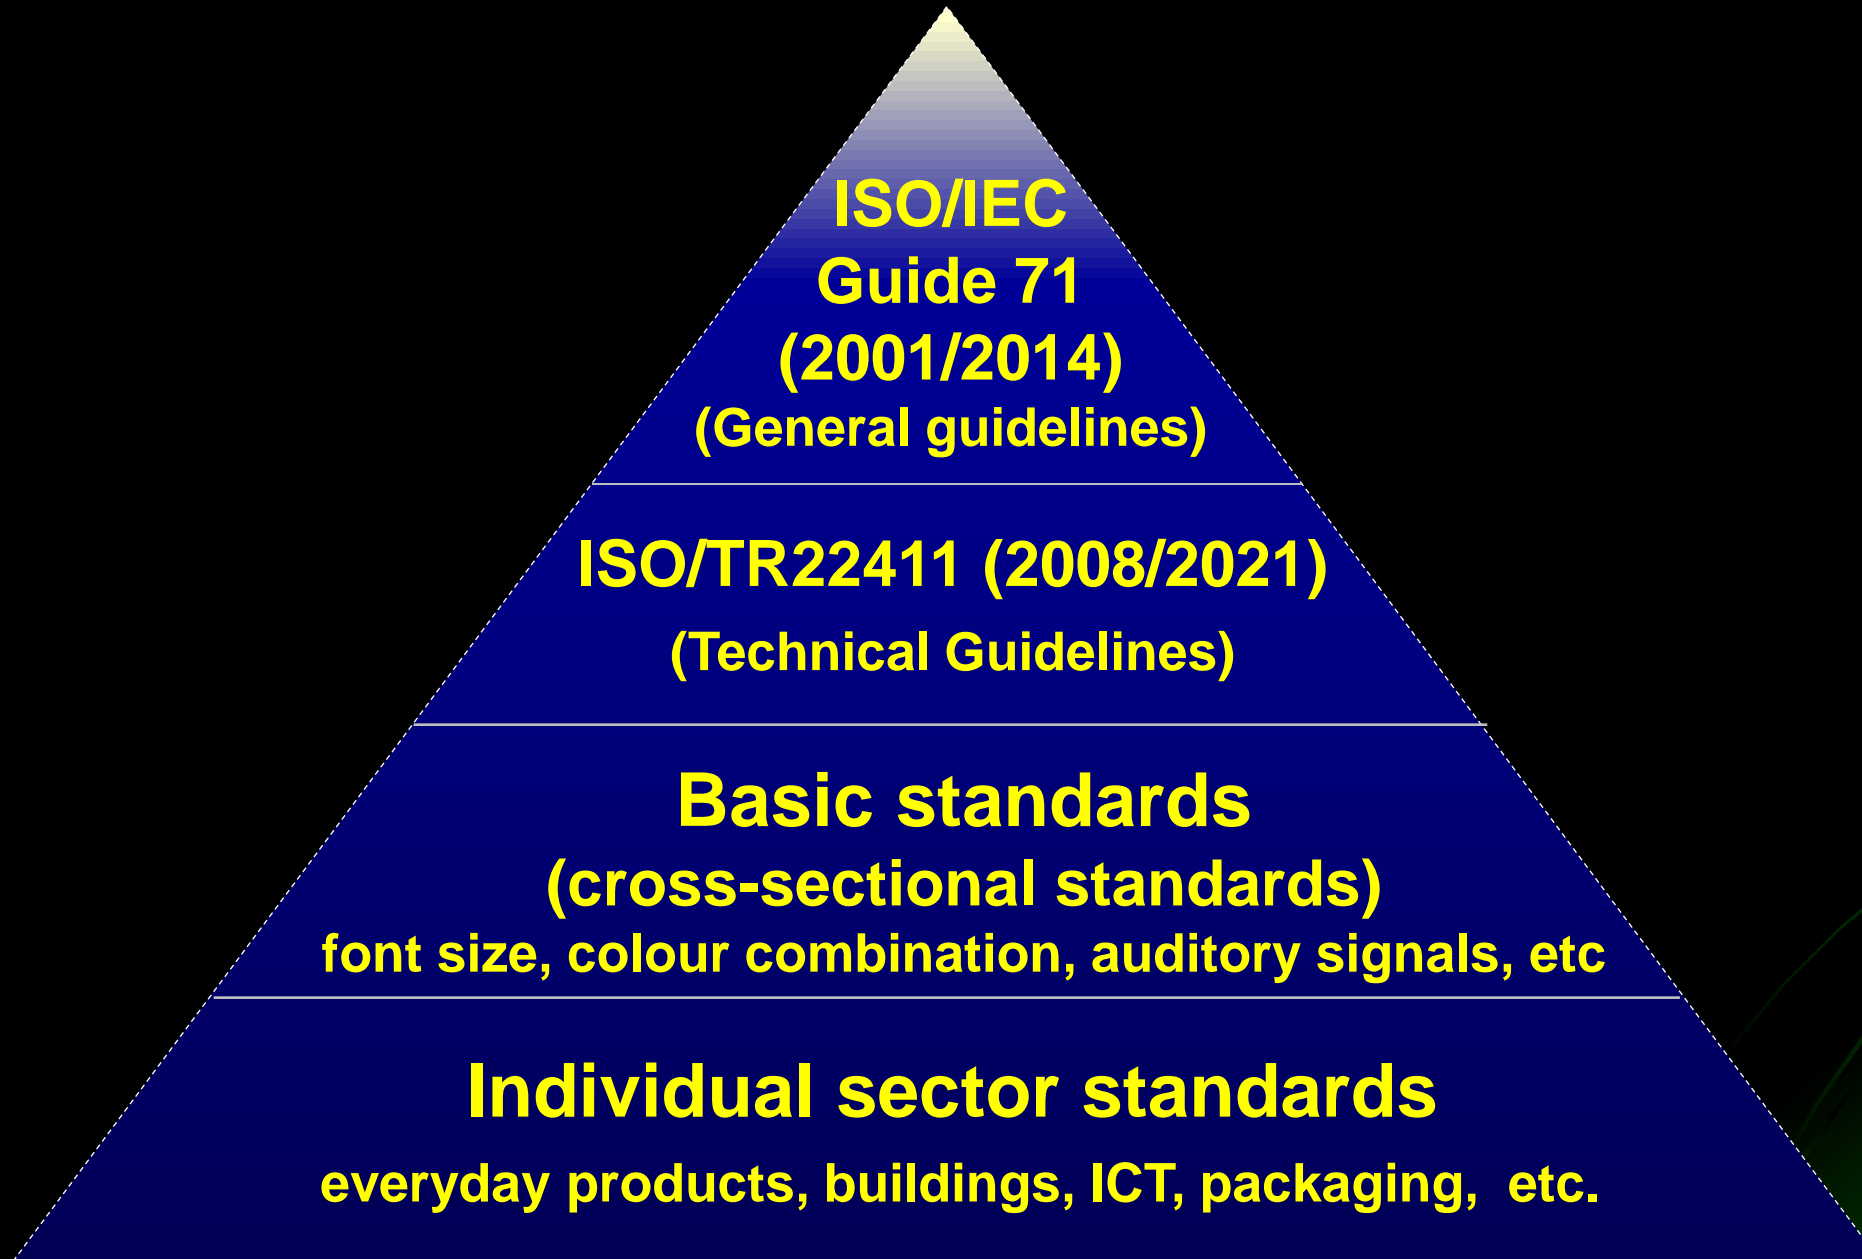 ISO/IEC
Guide 71
(2001/2014)
(General guidelines)
ISO/TR22411 (2008/2021)
(Technical Guidelines)
Basic standards
(cross-sectional standards)
font size, colour combination, auditory signals, etc
Individual sector standards
everyday products, buildings, ICT, packaging,  etc.